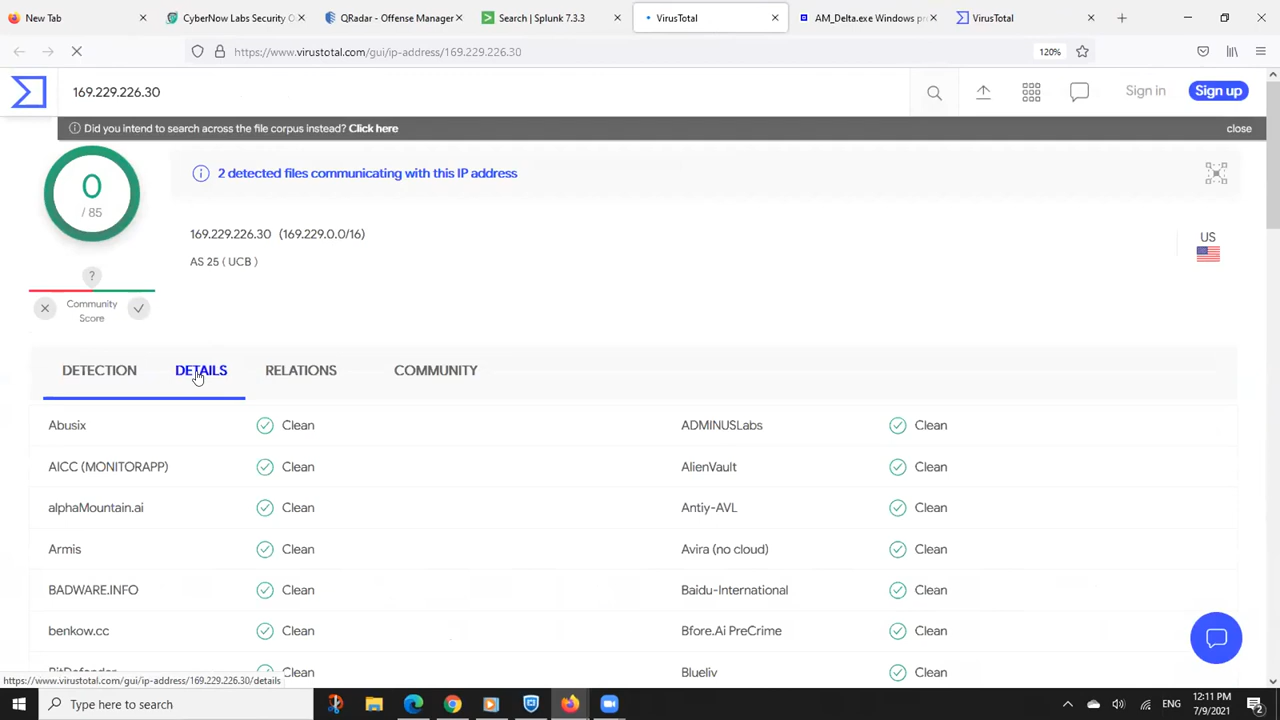 New Tab
CyberNow Labs Security O
QRadar - Offense Manager
Search | Splunk 7.3.3
VirusTotal
AM_Delta.exe Windows pr
VirusTotal
https://www.virustotal.com/gui/ip-address/169.229.226.30
120%
169.229.226.30
Sign in
Sign up
Did you intend to search across the file corpus instead? Click here
close
0
/ 85
2 detected files communicating with this IP address
169.229.226.30 (169.229.0.0/16)
AS 25 ( UCB )
US
?
Community
Score
DETECTION
DETAILS
RELATIONS
COMMUNITY
Abusix Clean ADMINUSLabs Clean
AICC (MONITORAPP) Clean AlienVault Clean
alphaMountain.ai Clean Antiy-AVL Clean
Armis Clean Avira (no cloud) Clean
BADWARE.INFO Clean Baidu-International Clean
benkow.cc Clean Bfore.Ai PreCrime Clean
BitDefender Clean Blueliv Clean
https://www.virustotal.com/gui/ip-address/169.229.226.30/details
Type here to search
ENG
12:11 PM
7/9/2021
2